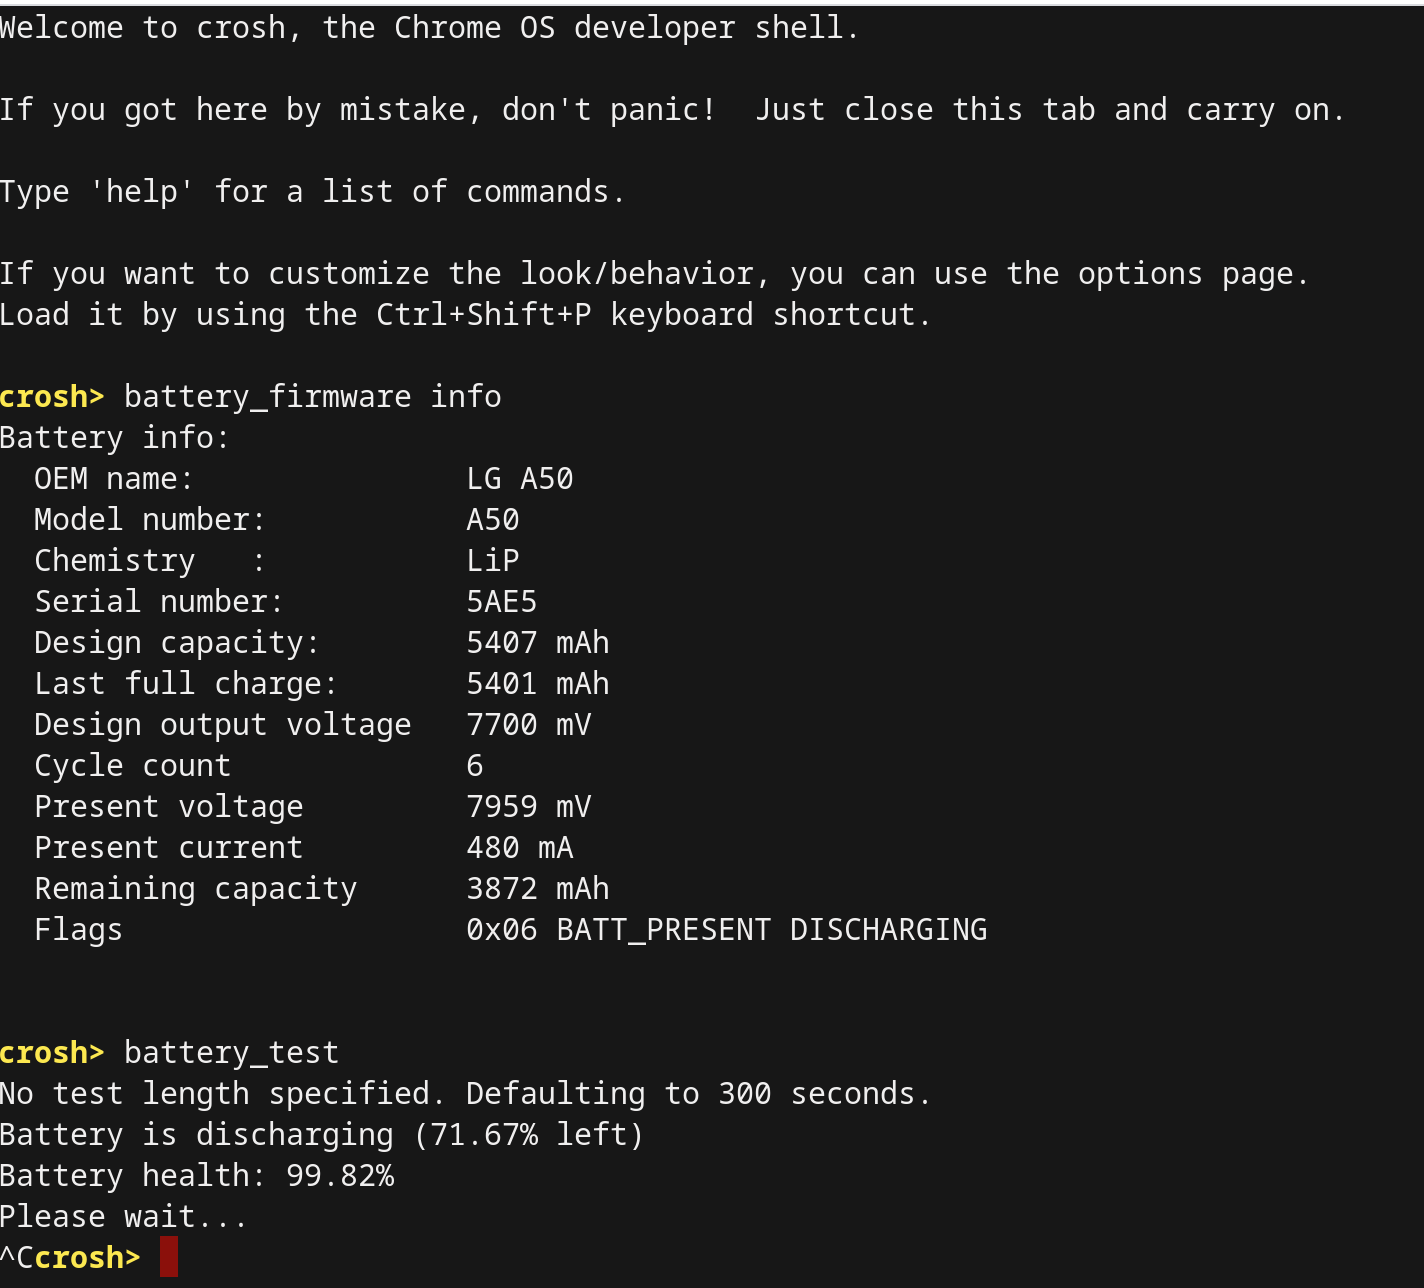 Welcome to crosh, the Chrome OS developer shell.
If you got here by mistake, don't panic!  Just close this tab and carry on.
Type 'help' for a list of commands.
If you want to customize the look/behavior, you can use the options page.
Load it by using the Ctrl+Shift+P keyboard shortcut.
crosh> battery_firmware info
Battery info:
  OEM name:               LG A50
  Model number:           A50
  Chemistry   :           LiP
  Serial number:          5AE5
  Design capacity:        5407 mAh
  Last full charge:       5401 mAh
  Design output voltage   7700 mV
  Cycle count             6
  Present voltage         7959 mV
  Present current         480 mA
  Remaining capacity      3872 mAh
  Flags                   0x06 BATT_PRESENT DISCHARGING
crosh> battery_test
No test length specified. Defaulting to 300 seconds.
Battery is discharging (71.67% left)
Battery health: 99.82%
Please wait...
^Ccrosh>